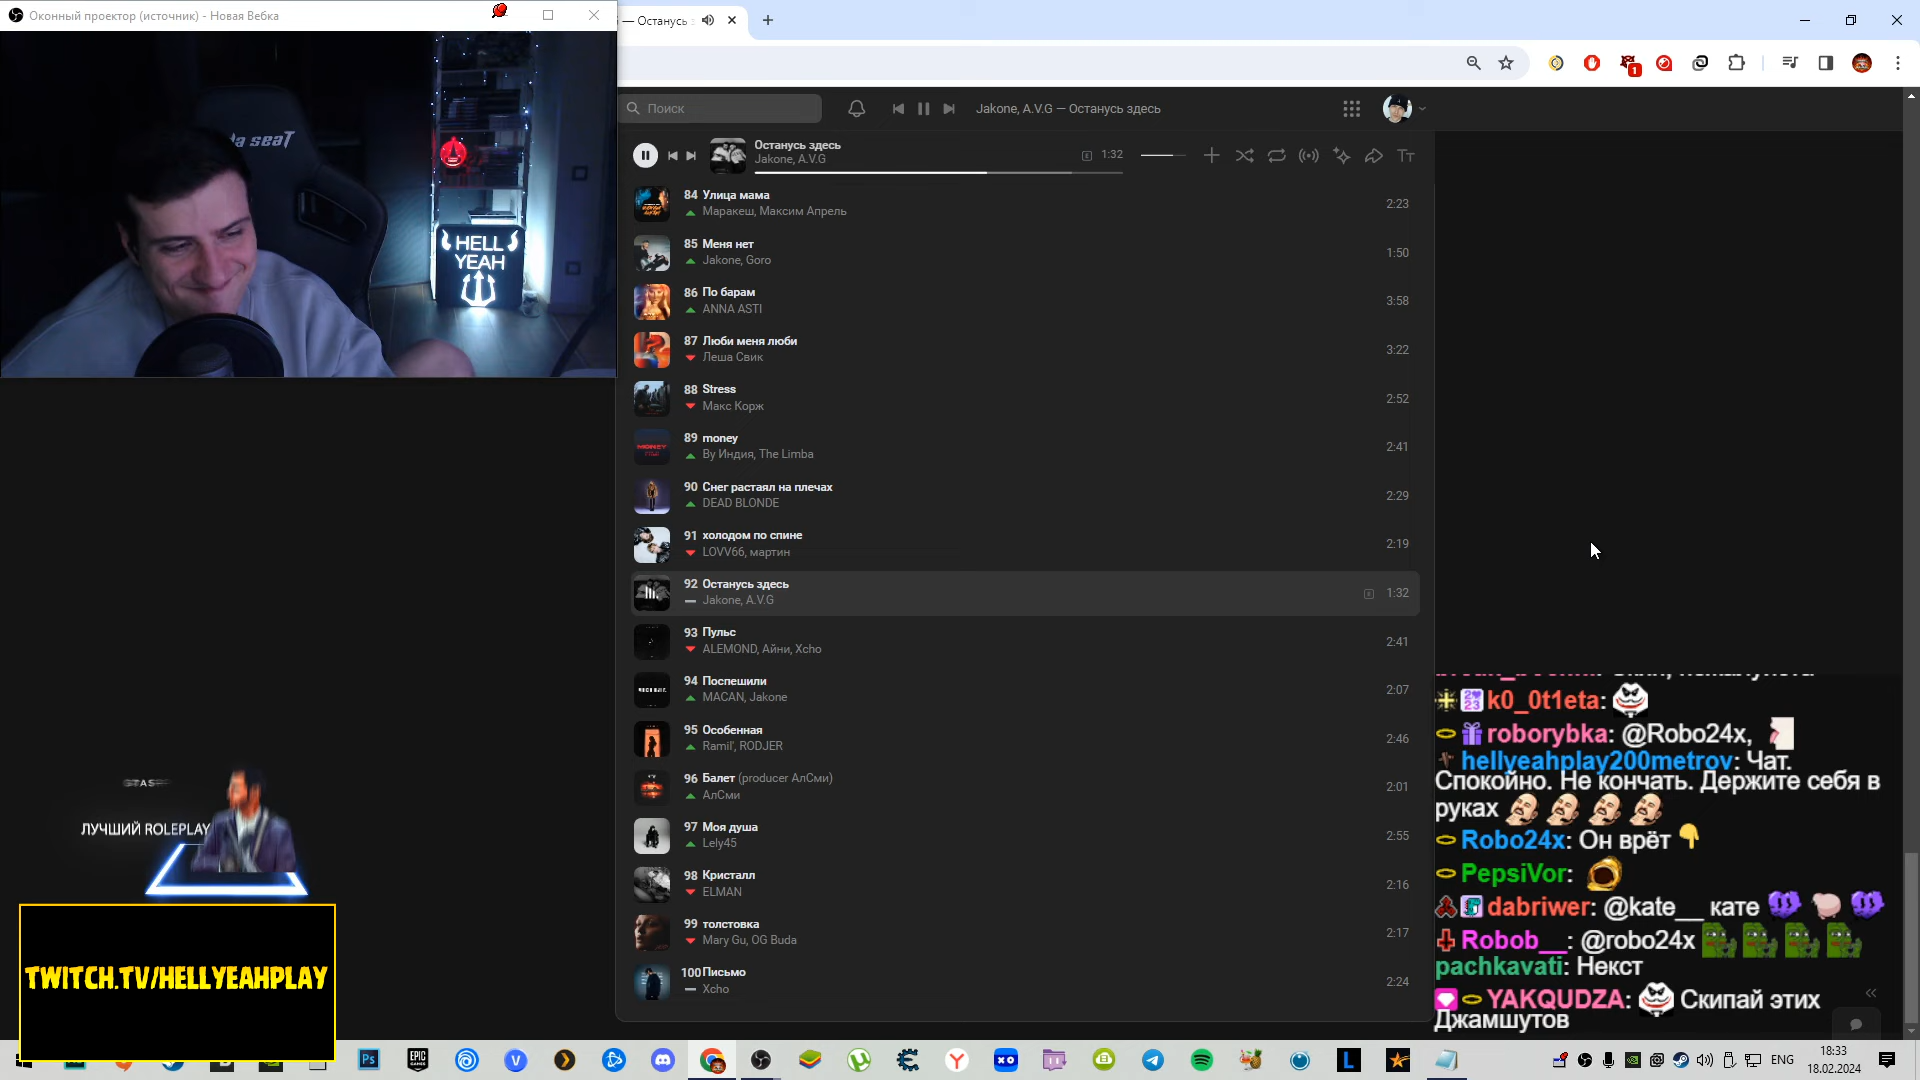 Оконный проектор (источник) - Новая Вебка
— Останусь з
1
seaT
HELL
YEAH
Поиск
Jakone, A.V.G — Останусь здесь
Останусь здесь
Jakone, A.V.G
E 1:32
84 Улица мама
Маракеш, Максим Апрель
2:23
85 Меня нет
Jakone, Goro
1:50
86 По барам
ANNA ASTI
3:58
87 Люби меня люби
Леша Свик
3:22
88 Stress
Макс Корж
2:52
MONEY
89 money
By Индия, The Limba
2:41
90 Снег растаял на плечах
DEAD BLONDE
2:29
91 холодом по спине
LOVV66, мартин
2:19
92 Останусь здесь
Jakone, A.V.G
E 1:32
93 Пульс
ALEMOND, Айни, Xcho
2:41
94 Поспешили
MACAN, Jakone
2:07
95 Особенная
Ramil', RODJER
2:46
96 Балет (producer АлСми)
АлСми
2:01
97 Моя душа
Lely45
2:55
98 Кристалл
ELMAN
2:16
99 толстовка
Mary Gu, OG Buda
2:17
100 Письмо
Xcho
2:24
k0_0t1eta:
roborybka: @Robo24x,
hellyeahplay200metrov: Чат.
Спокойно. Не кончать. Держите себя в
руках
Robo24x: Он врёт
PepsiVor:
dabriwer: @kate__ кате
Robob__: @robo24x
pachkavati: Некст
YAKQUDZA: Скипай этих
Джамшутов
ЛУЧШИЙ ROLEPLAY
TWITCH.TV/HELLYEAHPLAY
Ps
EPIC
GAMES
V
Y
XO
L
ENG
18:33
18.02.2024